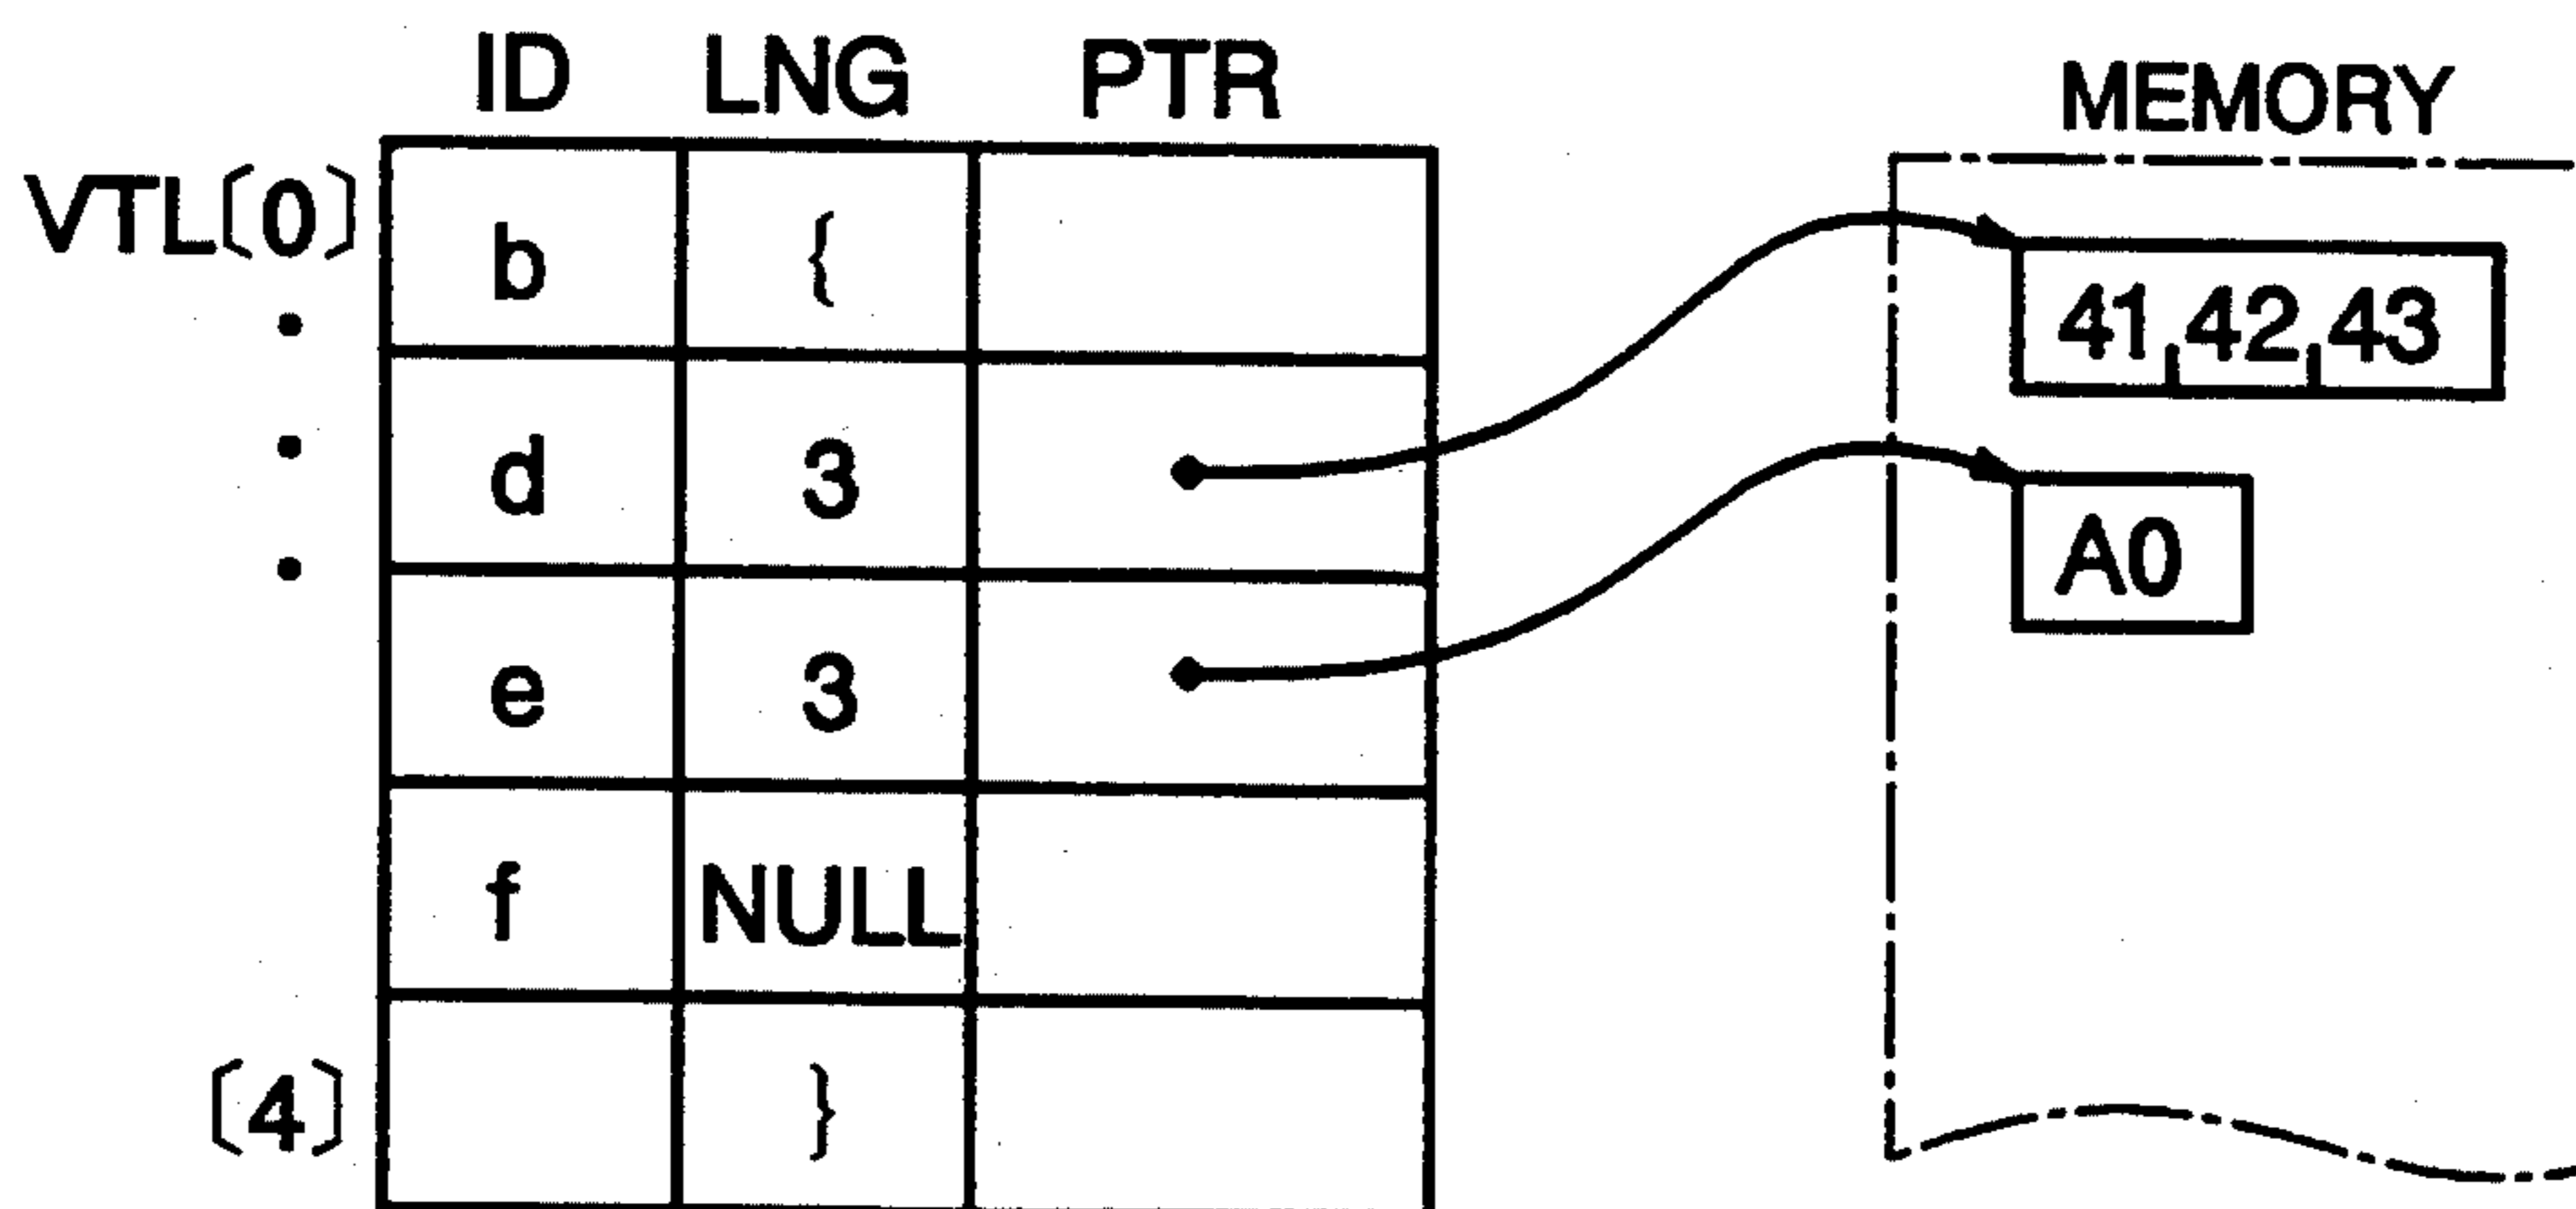 ID LNG PTR
MEMORY
VTL〔0〕 b {
41,42,43
d 3
A0
e 3
f NULL
〔4〕 }